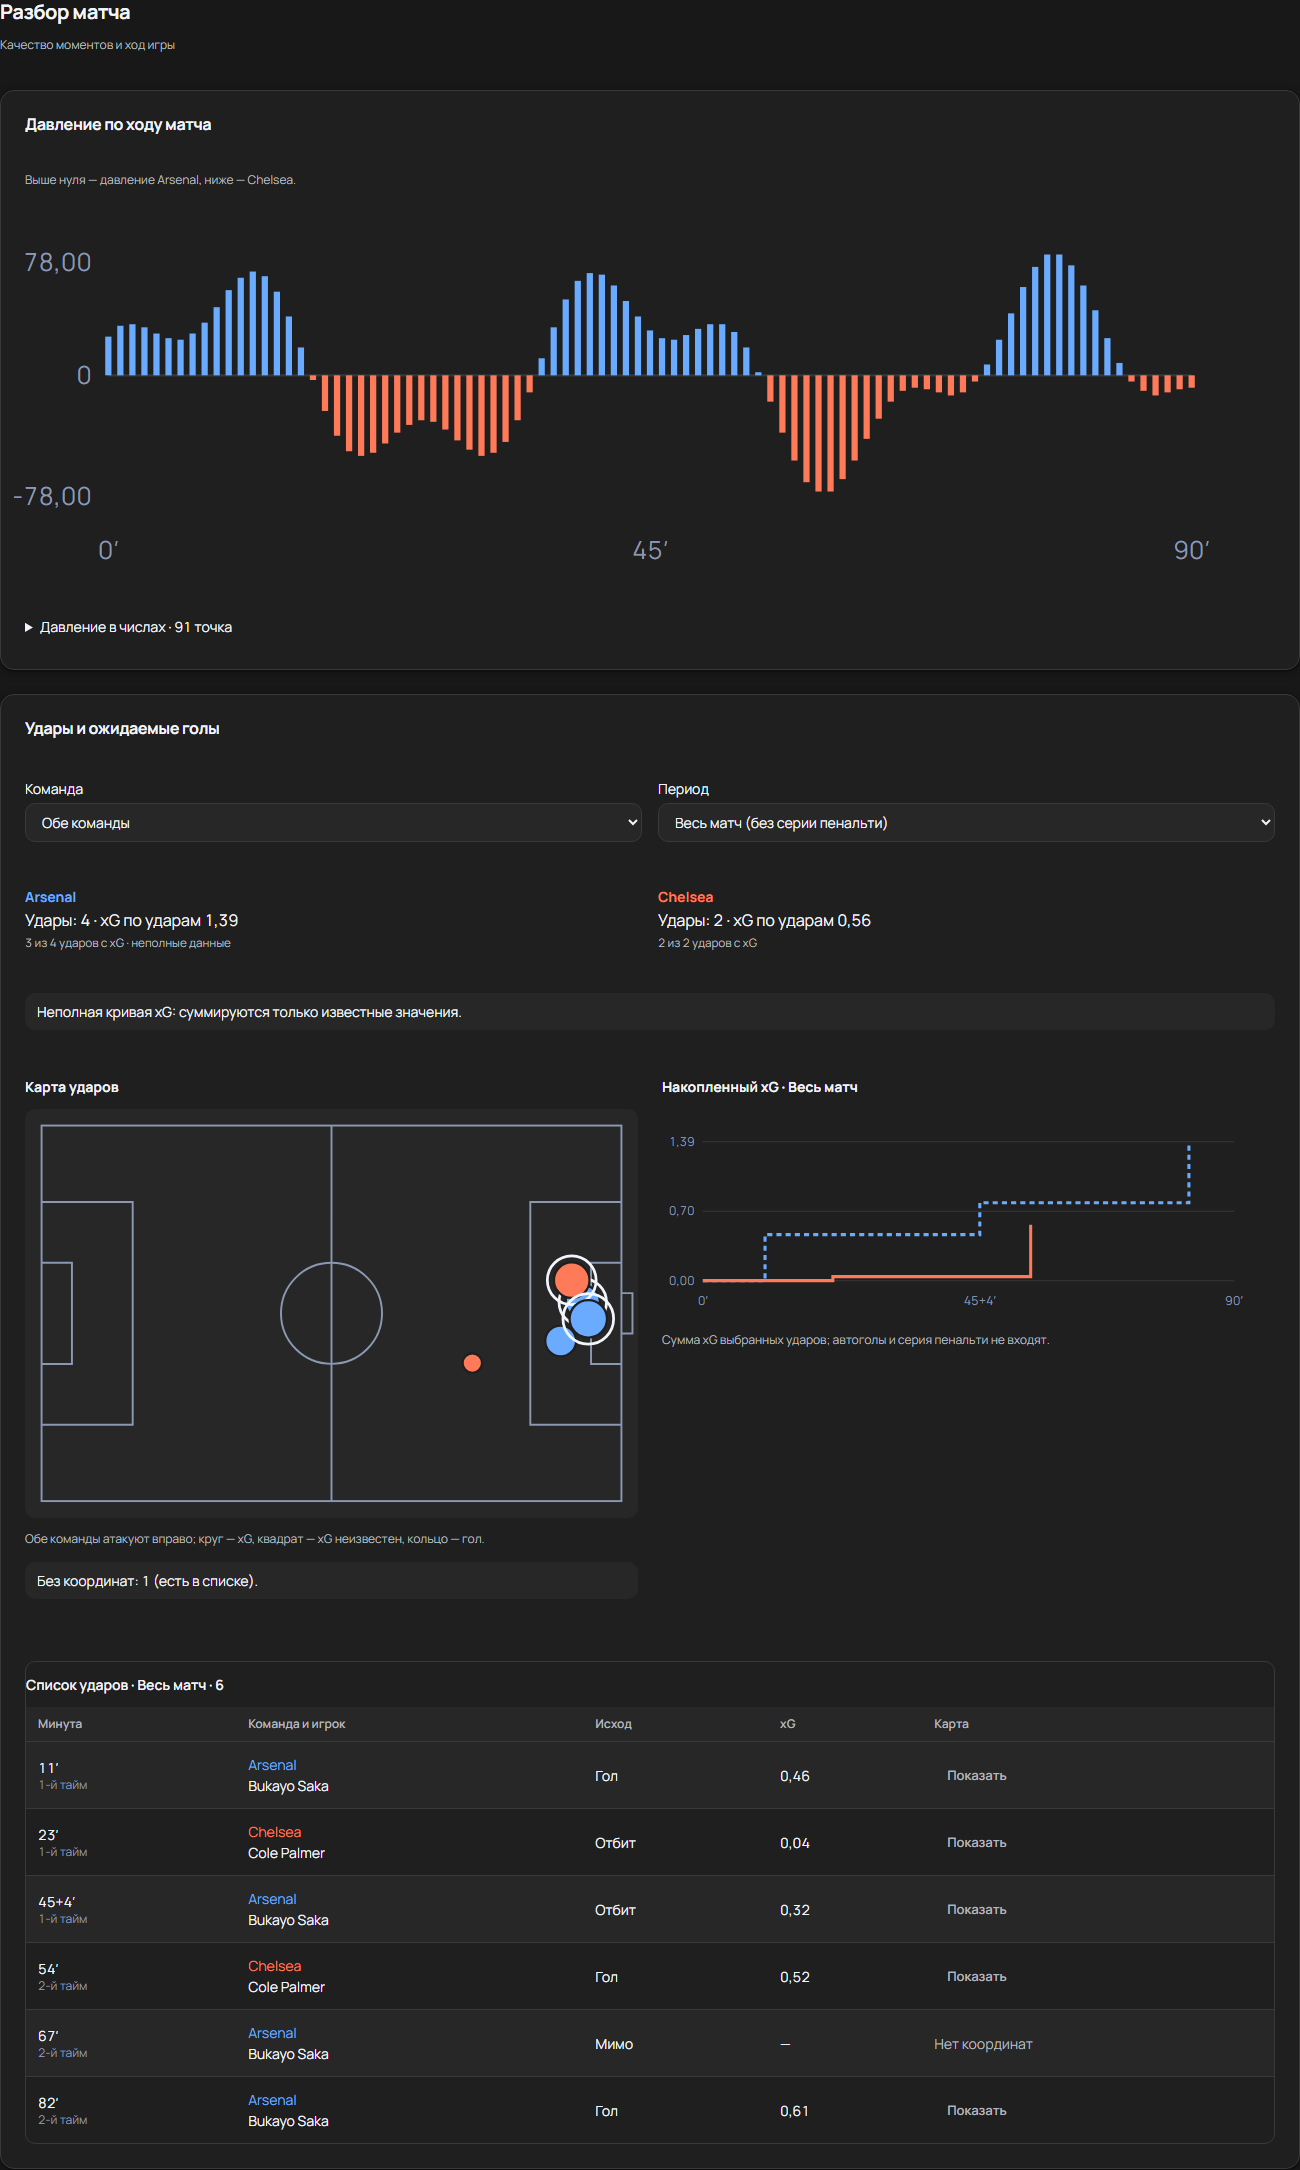 Разбор матча
Качество моментов и ход игры
Давление по ходу матча
Выше нуля — давление Arsenal, ниже — Chelsea.
78,00
0
-78,00
0′ 45′ 90′
Давление в числах · 91 точка
Удары и ожидаемые голы
Команда Период
Обе команды Весь матч (без серии пенальти)
Arsenal Chelsea
Удары: 4 · xG по ударам 1,39 Удары: 2 · xG по ударам 0,56
3 из 4 ударов с xG · неполные данные 2 из 2 ударов с xG
Неполная кривая xG: суммируются только известные значения.
Карта ударов
Обе команды атакуют вправо; круг — xG, квадрат — xG неизвестен, кольцо — гол.
Без координат: 1 (есть в списке).
Накопленный xG · Весь матч
1,39
0,70
0,00
0′ 45+4′ 90′
Сумма xG выбранных ударов; автоголы и серия пенальти не входят.
Список ударов · Весь матч · 6
Минута Команда и игрок Исход xG Карта
11′ Arsenal Гол 0,46 Показать
1-й тайм Bukayo Saka
23′ Chelsea Отбит 0,04 Показать
1-й тайм Cole Palmer
45+4′ Arsenal Отбит 0,32 Показать
1-й тайм Bukayo Saka
54′ Chelsea Гол 0,52 Показать
2-й тайм Cole Palmer
67′ Arsenal Мимо — Нет координат
2-й тайм Bukayo Saka
82′ Arsenal Гол 0,61 Показать
2-й тайм Bukayo Saka